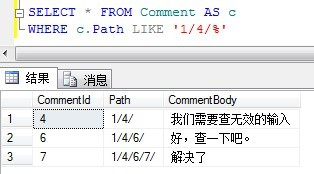 SELECT * FROM Comment AS c
WHERE c.Path LIKE '1/4/%'
结果 消息
CommentId Path CommentBody
1 4 1/4/ 我们需要查无效的输入
2 6 1/4/6/ 好，查一下吧。
3 7 1/4/6/7/ 解决了